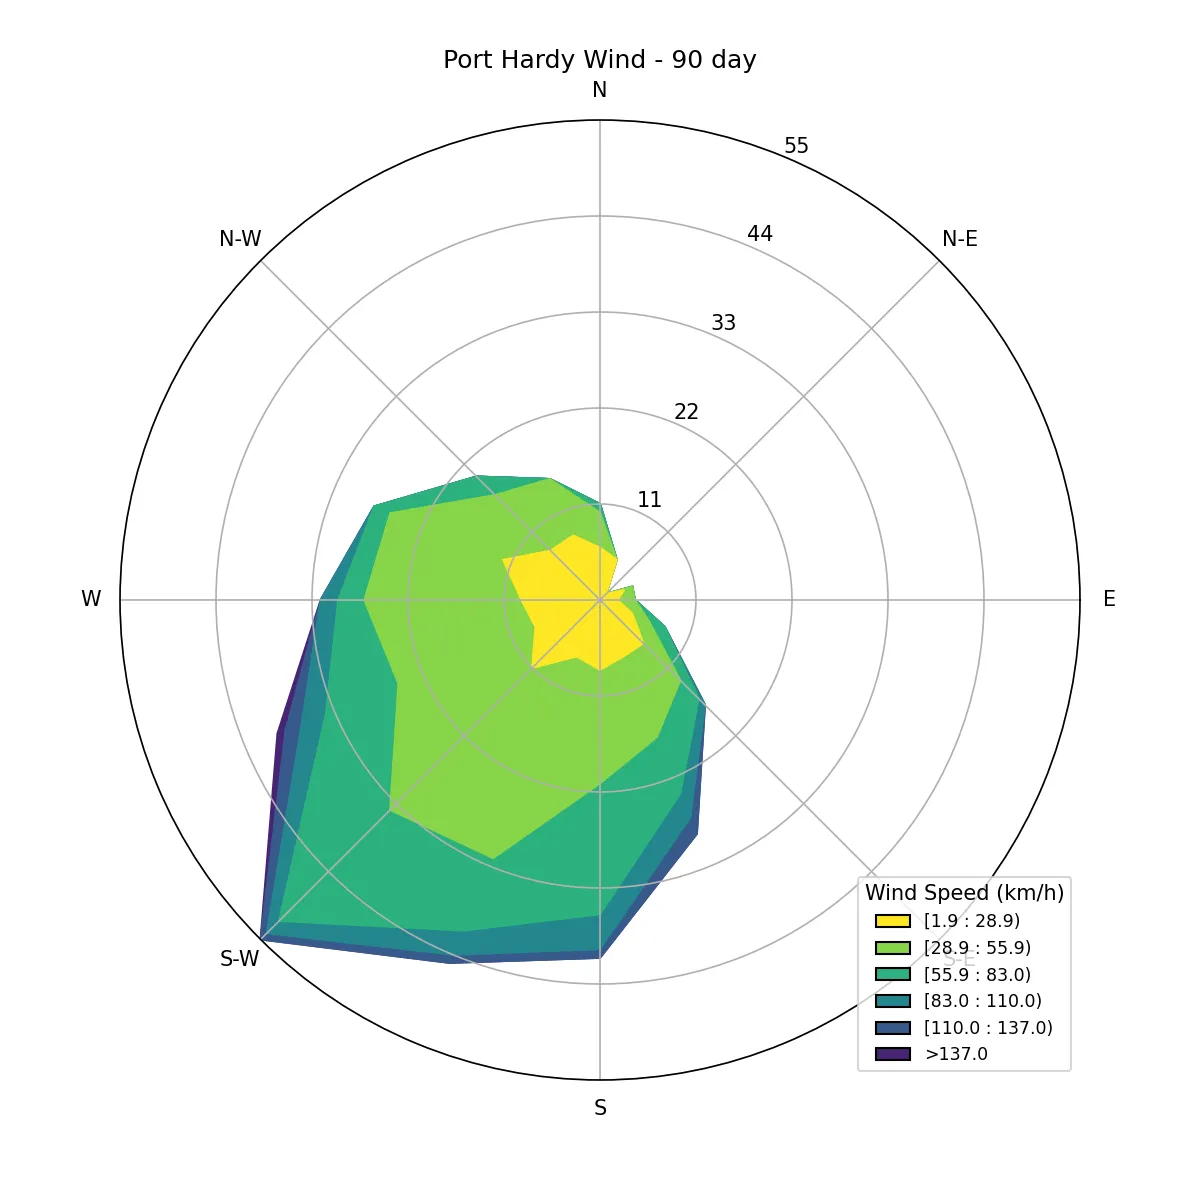 Port Hardy Wind - 90 day
N
55
44
N-W
N-E
33
22
11
W
E
Wind Speed (km/h)
[1.9 : 28.9)
[28.9 : 55.9)
S-W
S-E
[55.9 : 83.0)
[83.0 : 110.0)
[110.0 : 137.0)
>137.0
S